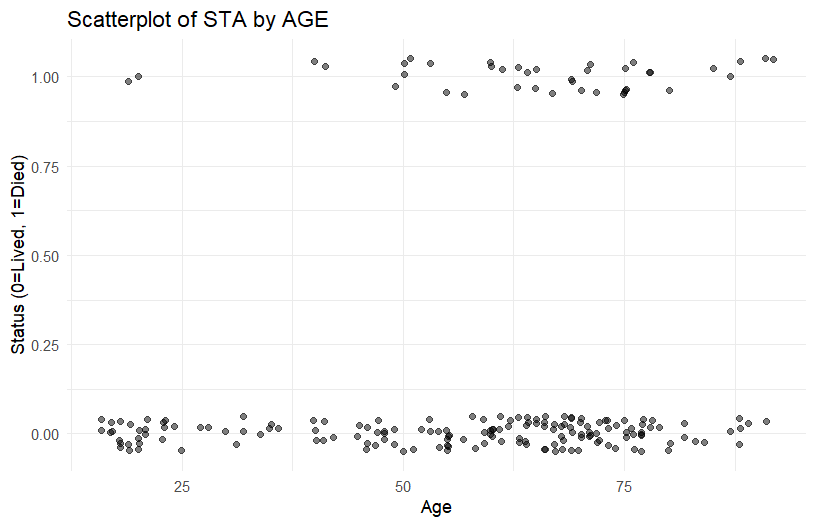 Scatterplot of STA by AGE
Status (0=Lived, 1=Died)
1.00
0.75
0.50
0.25
0.00
25 50 75
Age